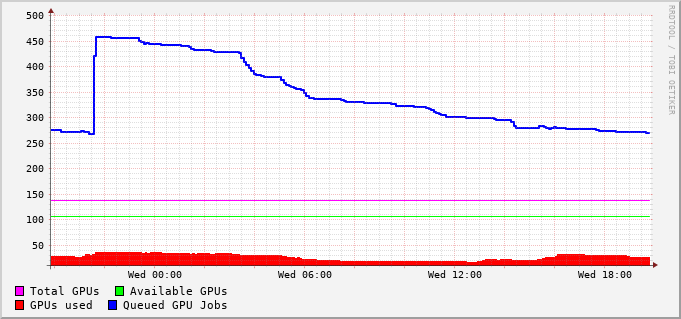 500
450
400
350
300
250
200
150
100
50
Wed 00:00 Wed 06:00 Wed 12:00 Wed 18:00
Total GPUs Available GPUs
GPUs used Queued GPU Jobs
RRDTOOL / TOBI OETIKER